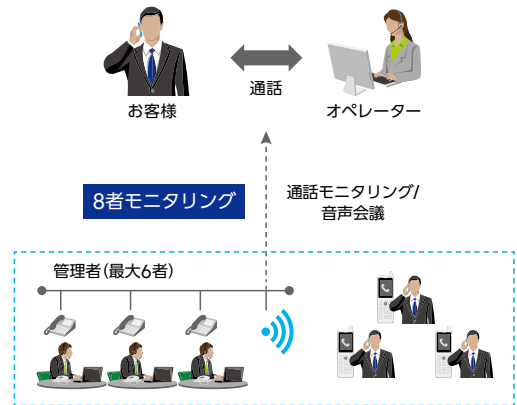 お客様
通話
オペレーター
8者モニタリング
通話モニタリング/
音声会議
管理者(最大6者)